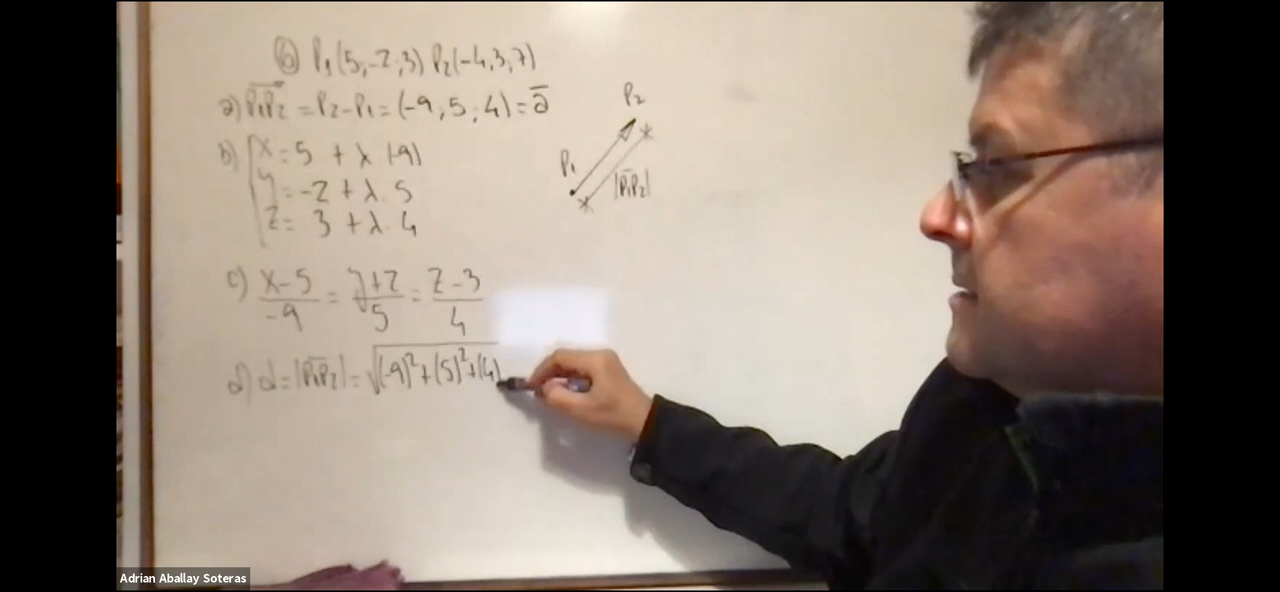 ⑥ P₁(5,-2,3) P₂(-4,3,7)
a) P₁P₂ = P₂-P₁ = (-9, 5, 4) = ā
b) x = 5 + λ (-9)
y = -2 + λ. 5
z = 3 + λ. 4
P₂
P₁
|P₁P₂|
c) x-5/-9 = y+2/5 = z-3/4
d) d = |P₁P₂| = √(-9)²+(5)²+(4)
Adrian Aballay Soteras